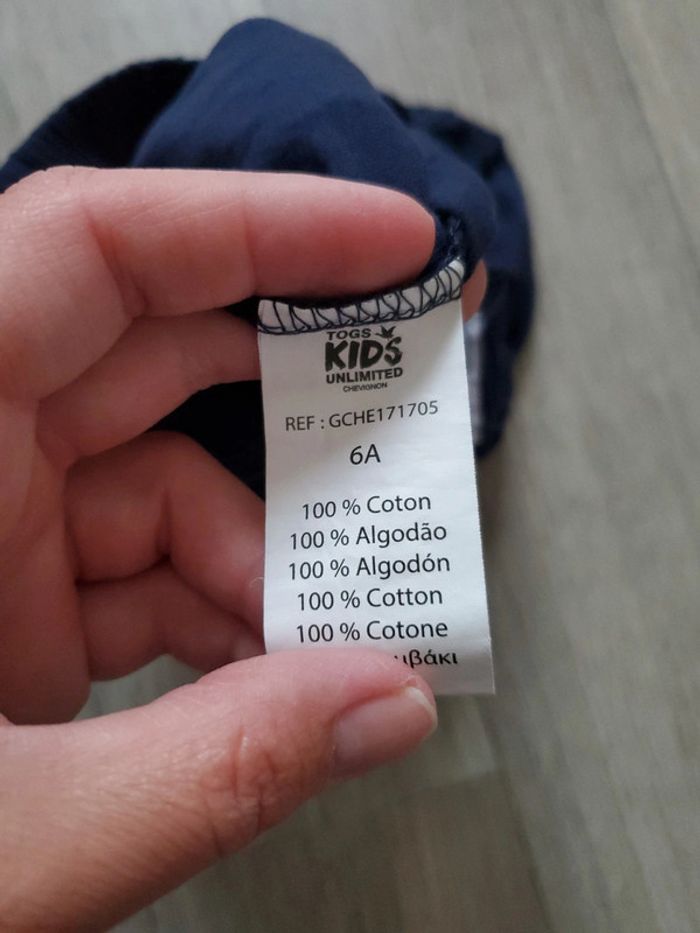 TOGS
KIDS
UNLIMITED
CHEVIGNON
REF : GCHE171705
6A
100 % Coton
100 % Algodão
100 % Algodón
100 % Cotton
100 % Cotone